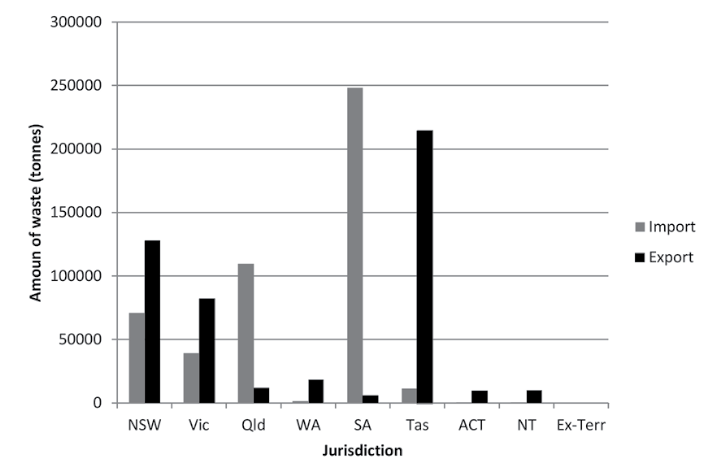 300000
250000
200000
150000
100000
50000
0
Amoun of waste (tonnes)
NSW Vic Qld WA SA Tas ACT NT Ex-Terr
Jurisdiction
Import
Export